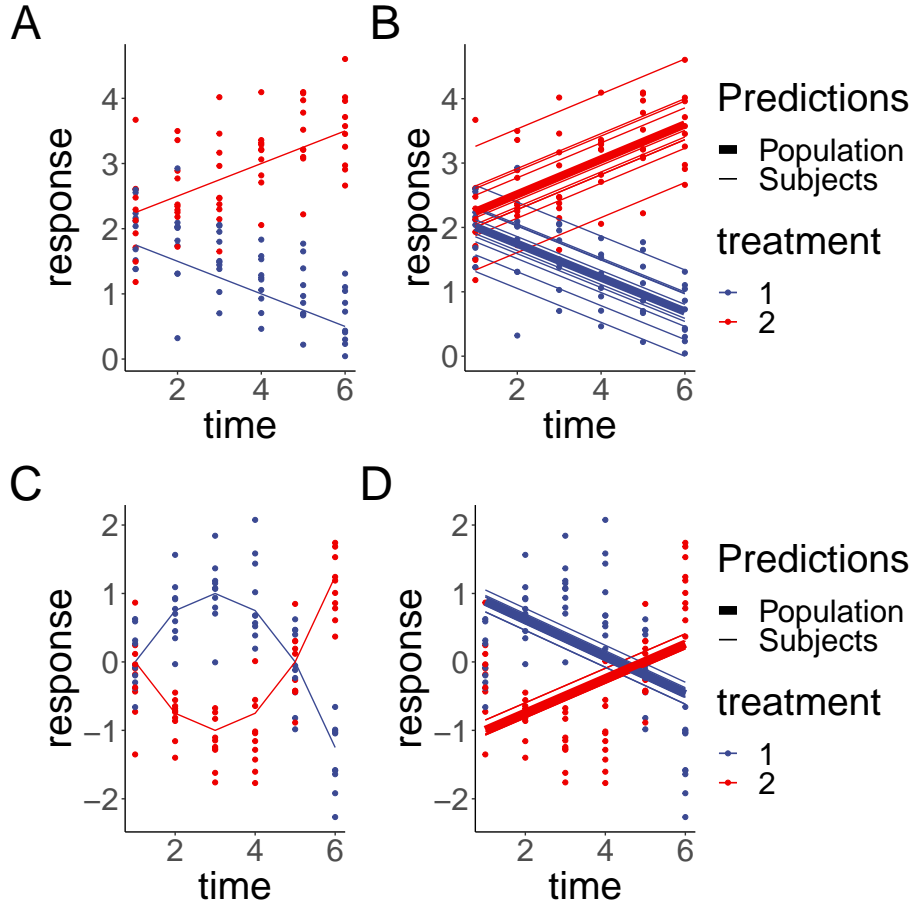 A
response
4
3
2
1
0
2 4 6
time
B
response
4
3
2
1
0
2 4 6
time
Predictions
Population
Subjects
treatment
1
2
C
response
2
1
0
−1
−2
2 4 6
time
D
response
2
1
0
−1
−2
2 4 6
time
Predictions
Population
Subjects
treatment
1
2